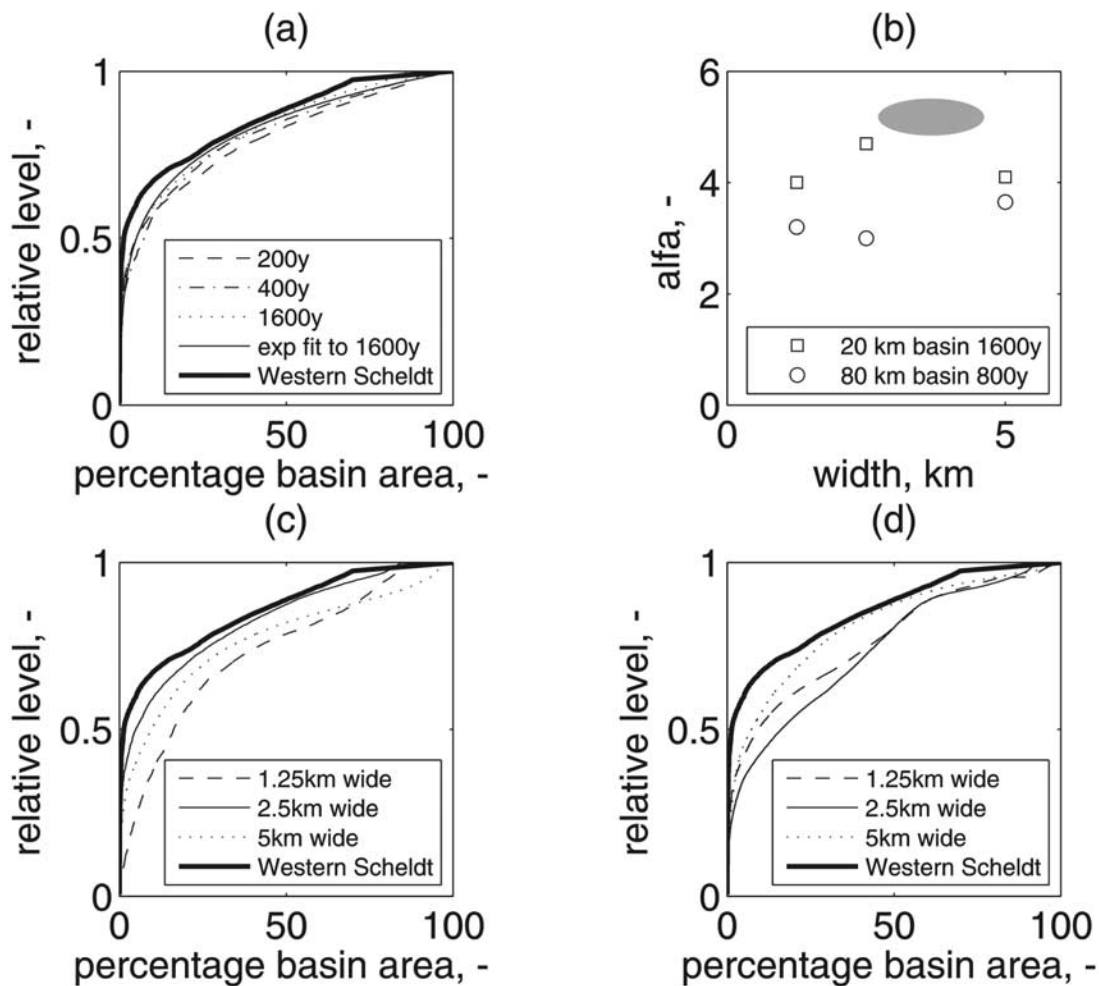 (a)
relative level, -
1
0.5
0
200y
400y
1600y
exp fit to 1600y
Western Scheldt
0 50 100
percentage basin area, -
(b)
alfa, -
6
4
2
0
20 km basin 1600y
80 km basin 800y
0 5
width, km
(c)
relative level, -
1
0.5
0
1.25km wide
2.5km wide
5km wide
Western Scheldt
0 50 100
percentage basin area, -
(d)
relative level, -
1
0.5
0
1.25km wide
2.5km wide
5km wide
Western Scheldt
0 50 100
percentage basin area, -